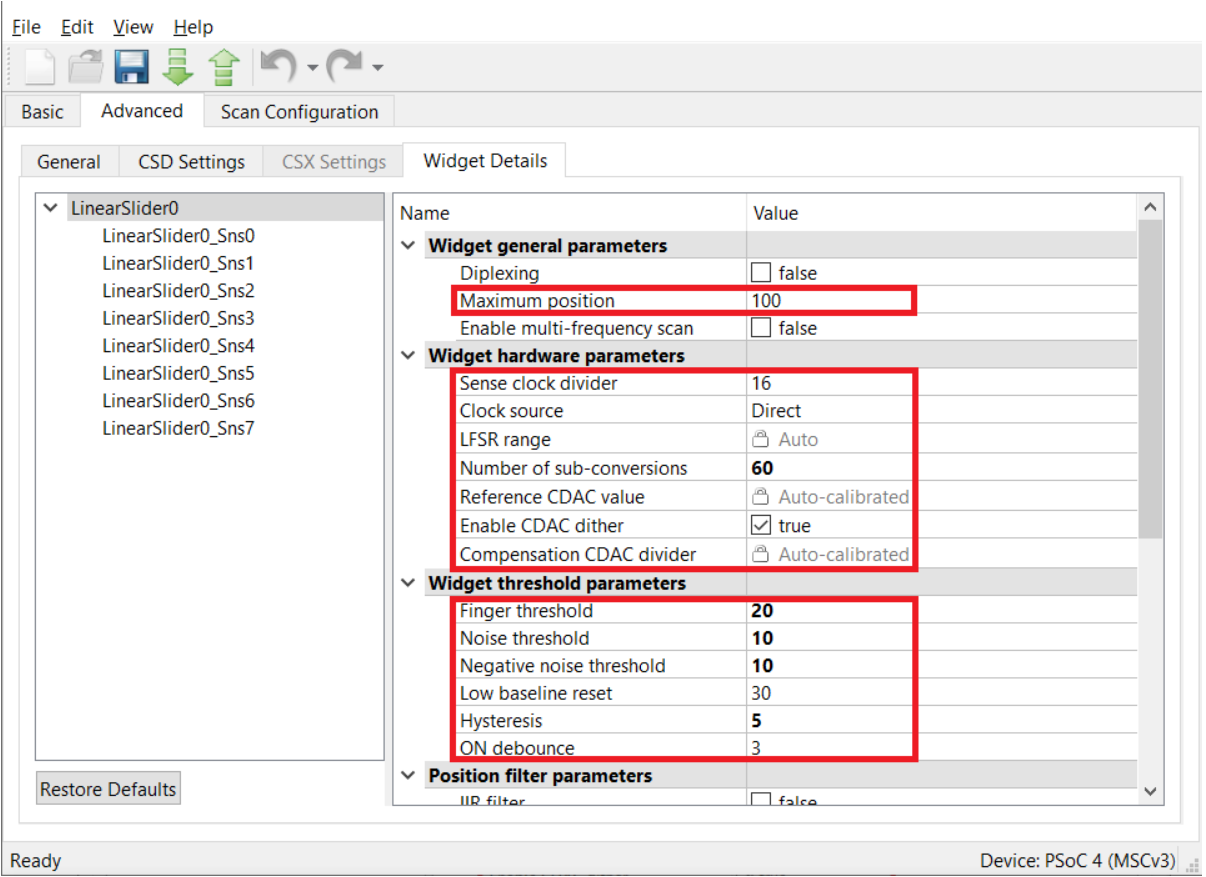 File Edit View Help
Basic Advanced Scan Configuration
General CSD Settings CSX Settings Widget Details
LinearSlider0
LinearSlider0_Sns0
LinearSlider0_Sns1
LinearSlider0_Sns2
LinearSlider0_Sns3
LinearSlider0_Sns4
LinearSlider0_Sns5
LinearSlider0_Sns6
LinearSlider0_Sns7
Restore Defaults
Name Value
Widget general parameters
Diplexing false
Maximum position 100
Enable multi-frequency scan false
Widget hardware parameters
Sense clock divider 16
Clock source Direct
LFSR range Auto
Number of sub-conversions 60
Reference CDAC value Auto-calibrated
Enable CDAC dither true
Compensation CDAC divider Auto-calibrated
Widget threshold parameters
Finger threshold 20
Noise threshold 10
Negative noise threshold 10
Low baseline reset 30
Hysteresis 5
ON debounce 3
Position filter parameters
IIR filter false
Ready Device: PSoC 4 (MSCv3)